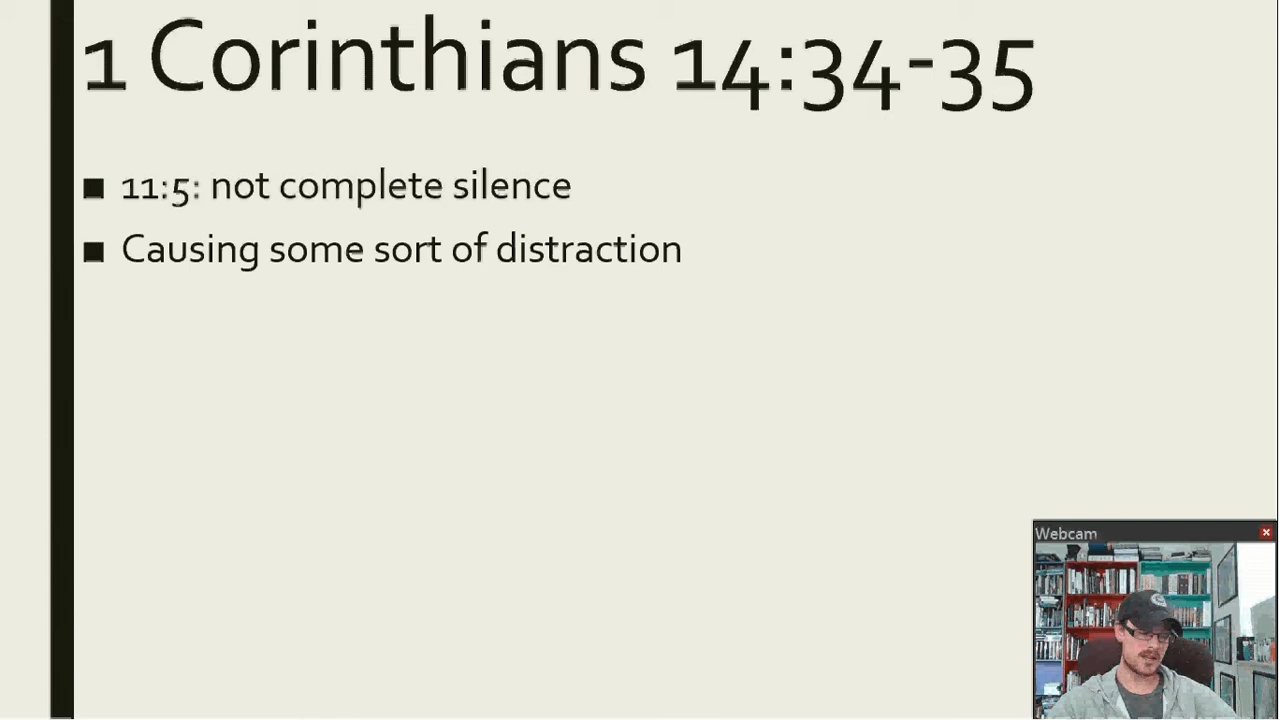 1 Corinthians 14:34-35
■ 11:5: not complete silence
■ Causing some sort of distraction
Webcam